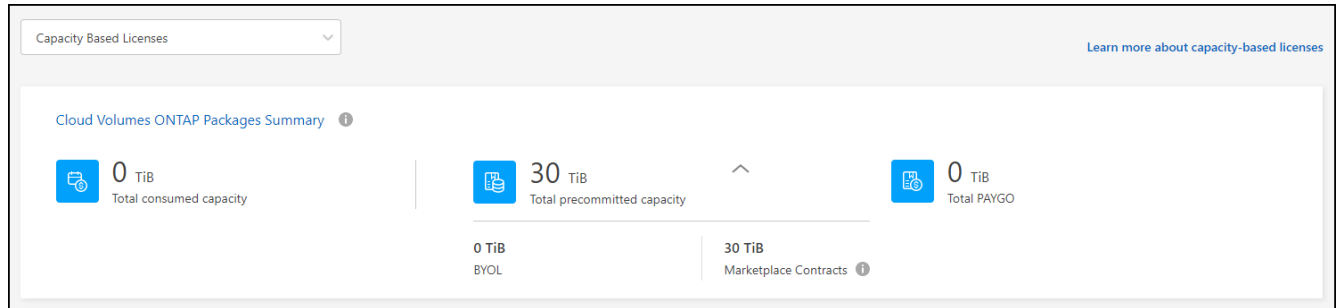 Capacity Based Licenses
Learn more about capacity-based licenses
Cloud Volumes ONTAP Packages Summary
0 TiB
Total consumed capacity
30 TiB
Total precommitted capacity
0 TiB
Total PAYGO
0 TiB
BYOL
30 TiB
Marketplace Contracts